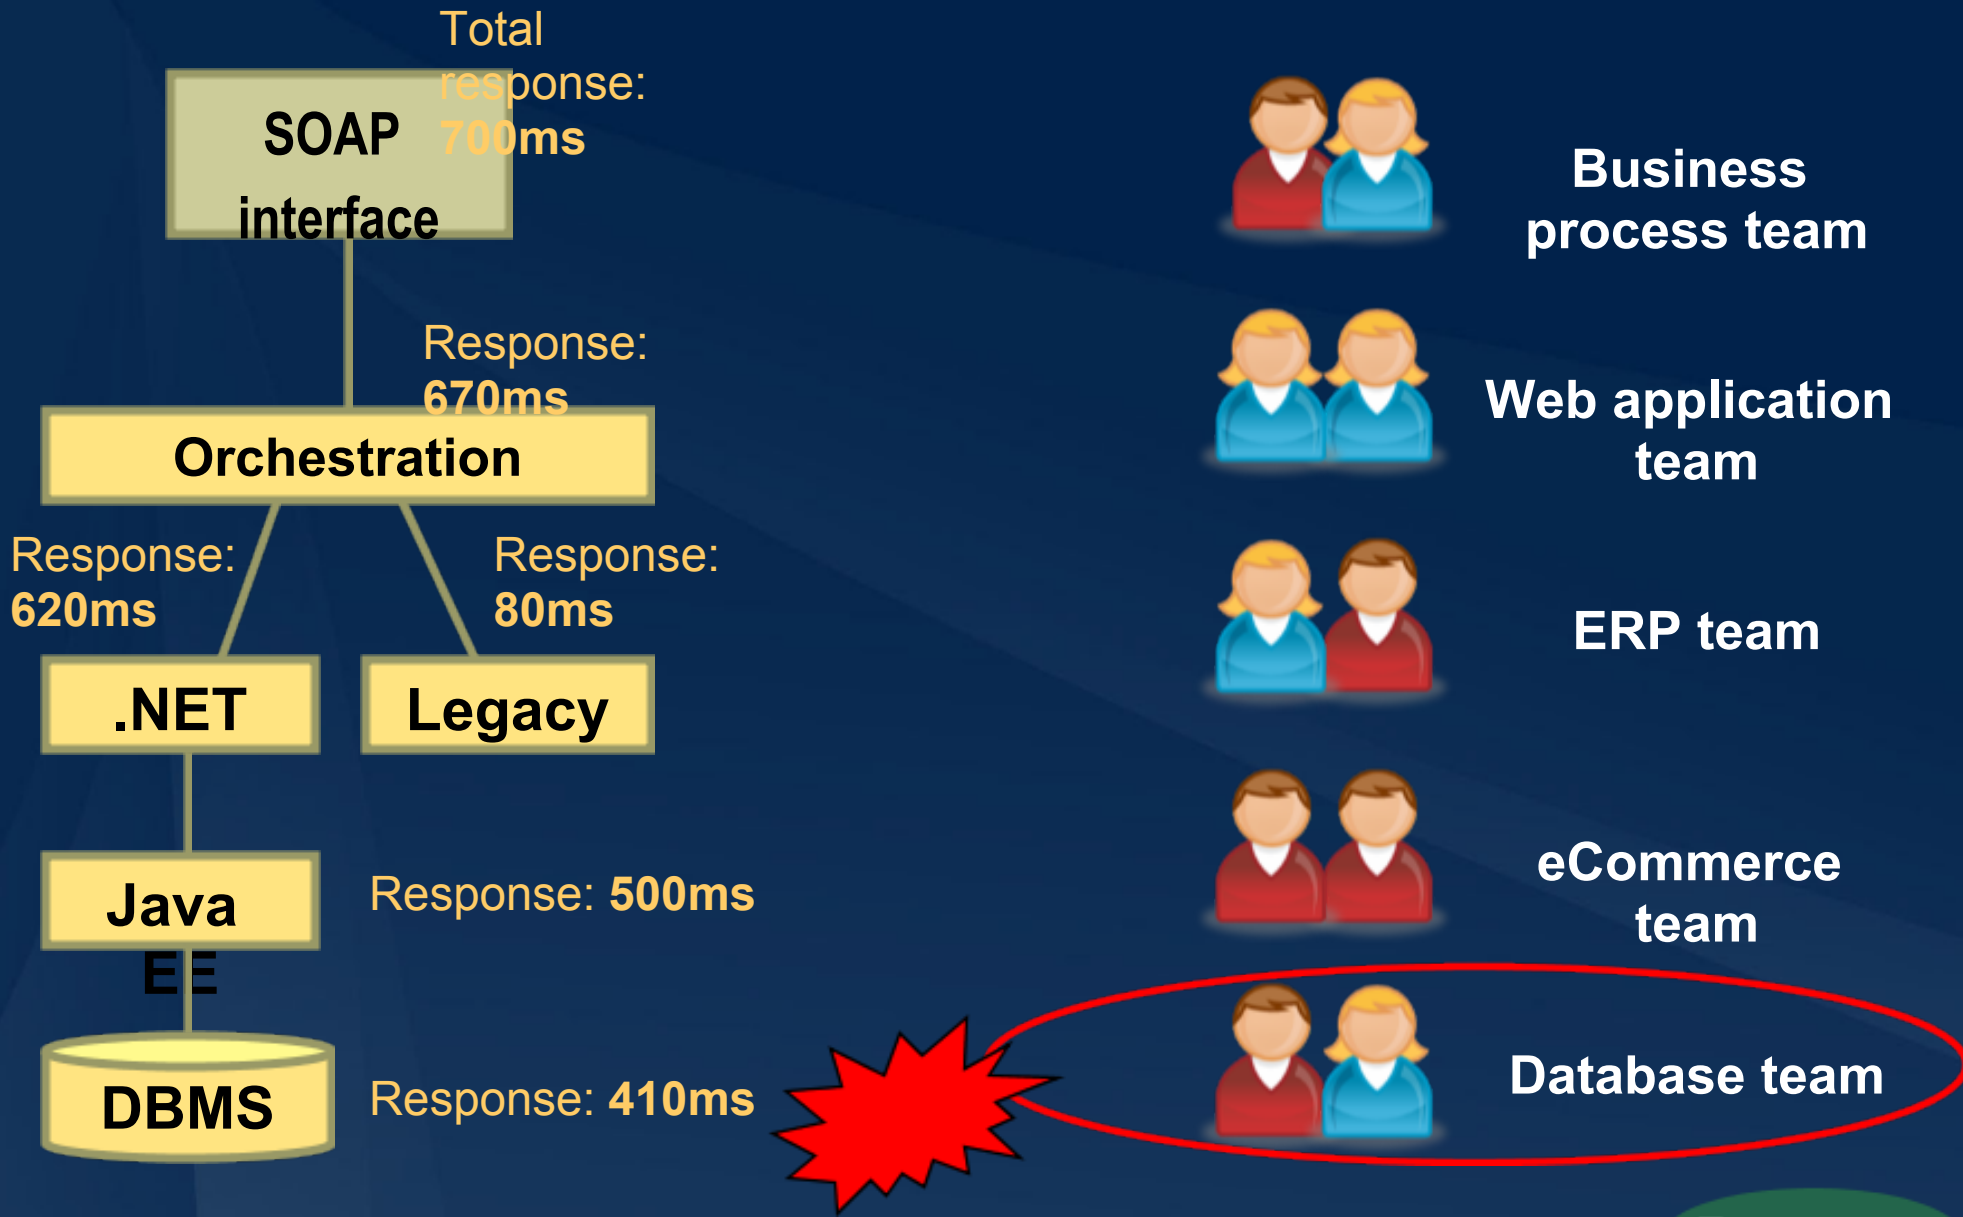 Total
response:
700ms
SOAP
interface
Response:
670ms
Orchestration
Response:
620ms
Response:
80ms
.NET
Legacy
Java
EE
Response: 500ms
DBMS
Response: 410ms
Business
process team
Web application
team
ERP team
eCommerce
team
Database team